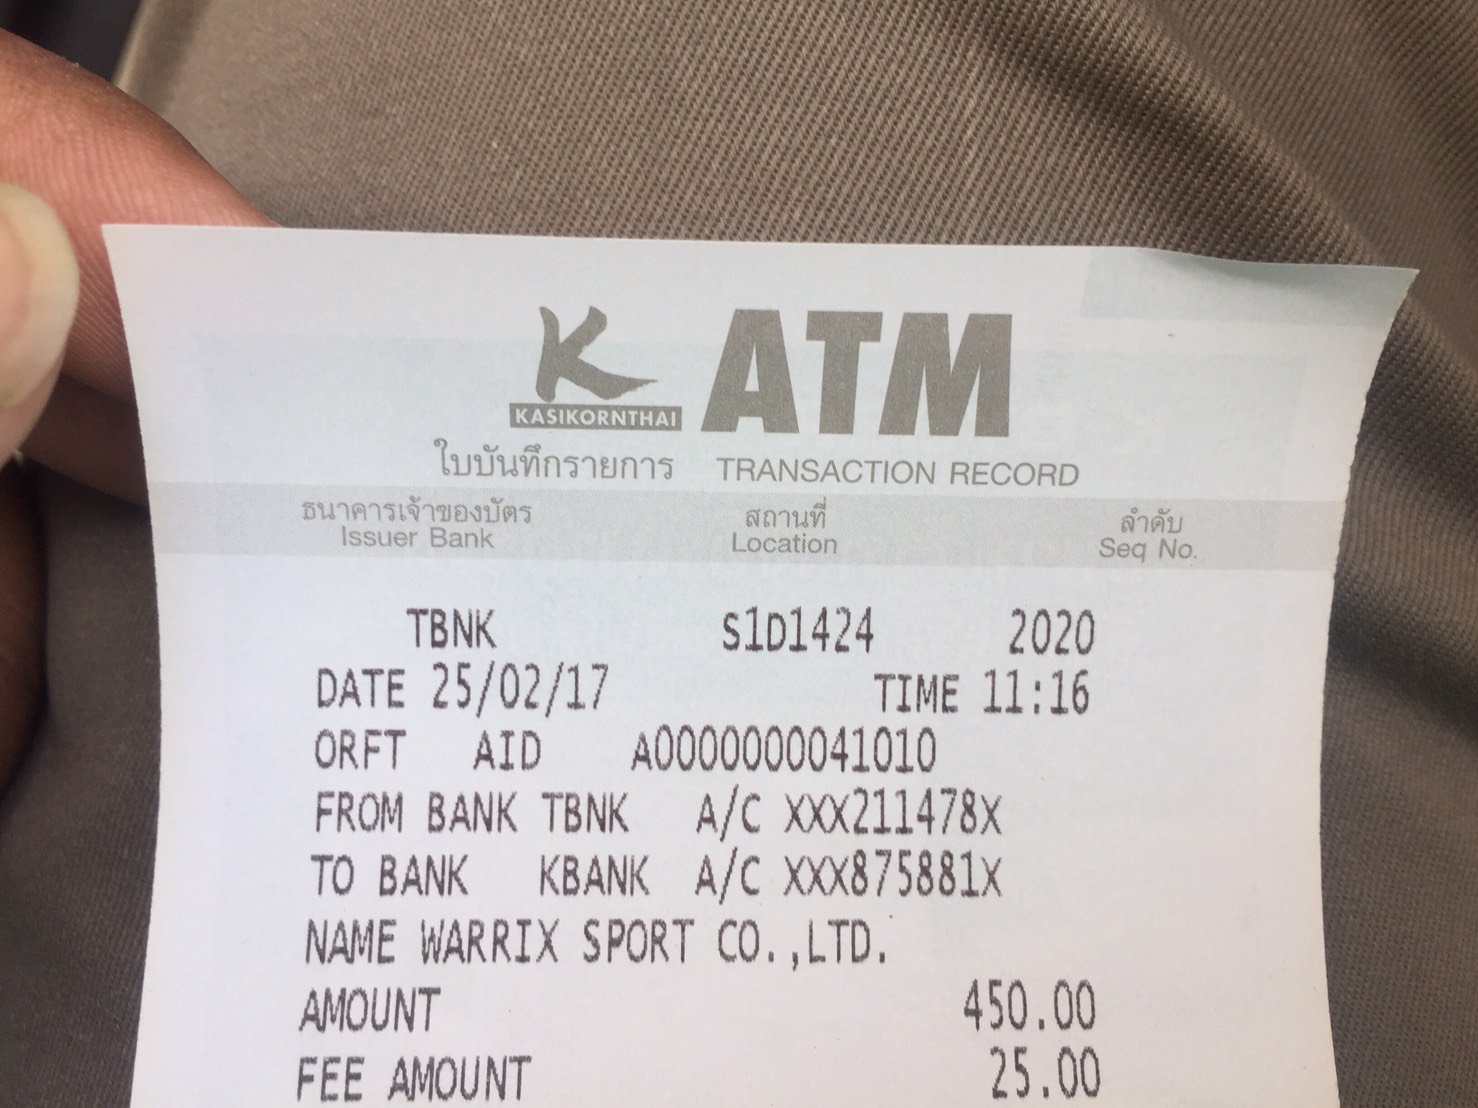 K ATM
KASIKORNTHAI
ใบบันทึกรายการ TRANSACTION RECORD
ธนาคารเจ้าของบัตร สถานที่ ลำดับ
Issuer Bank Location Seq No.
TBNK S1D1424 2020
DATE 25/02/17 TIME 11:16
ORFT AID A0000000041010
FROM BANK TBNK A/C XXX211478X
TO BANK KBANK A/C XXX875881X
NAME WARRIX SPORT CO.,LTD.
AMOUNT 450.00
FEE AMOUNT 25.00